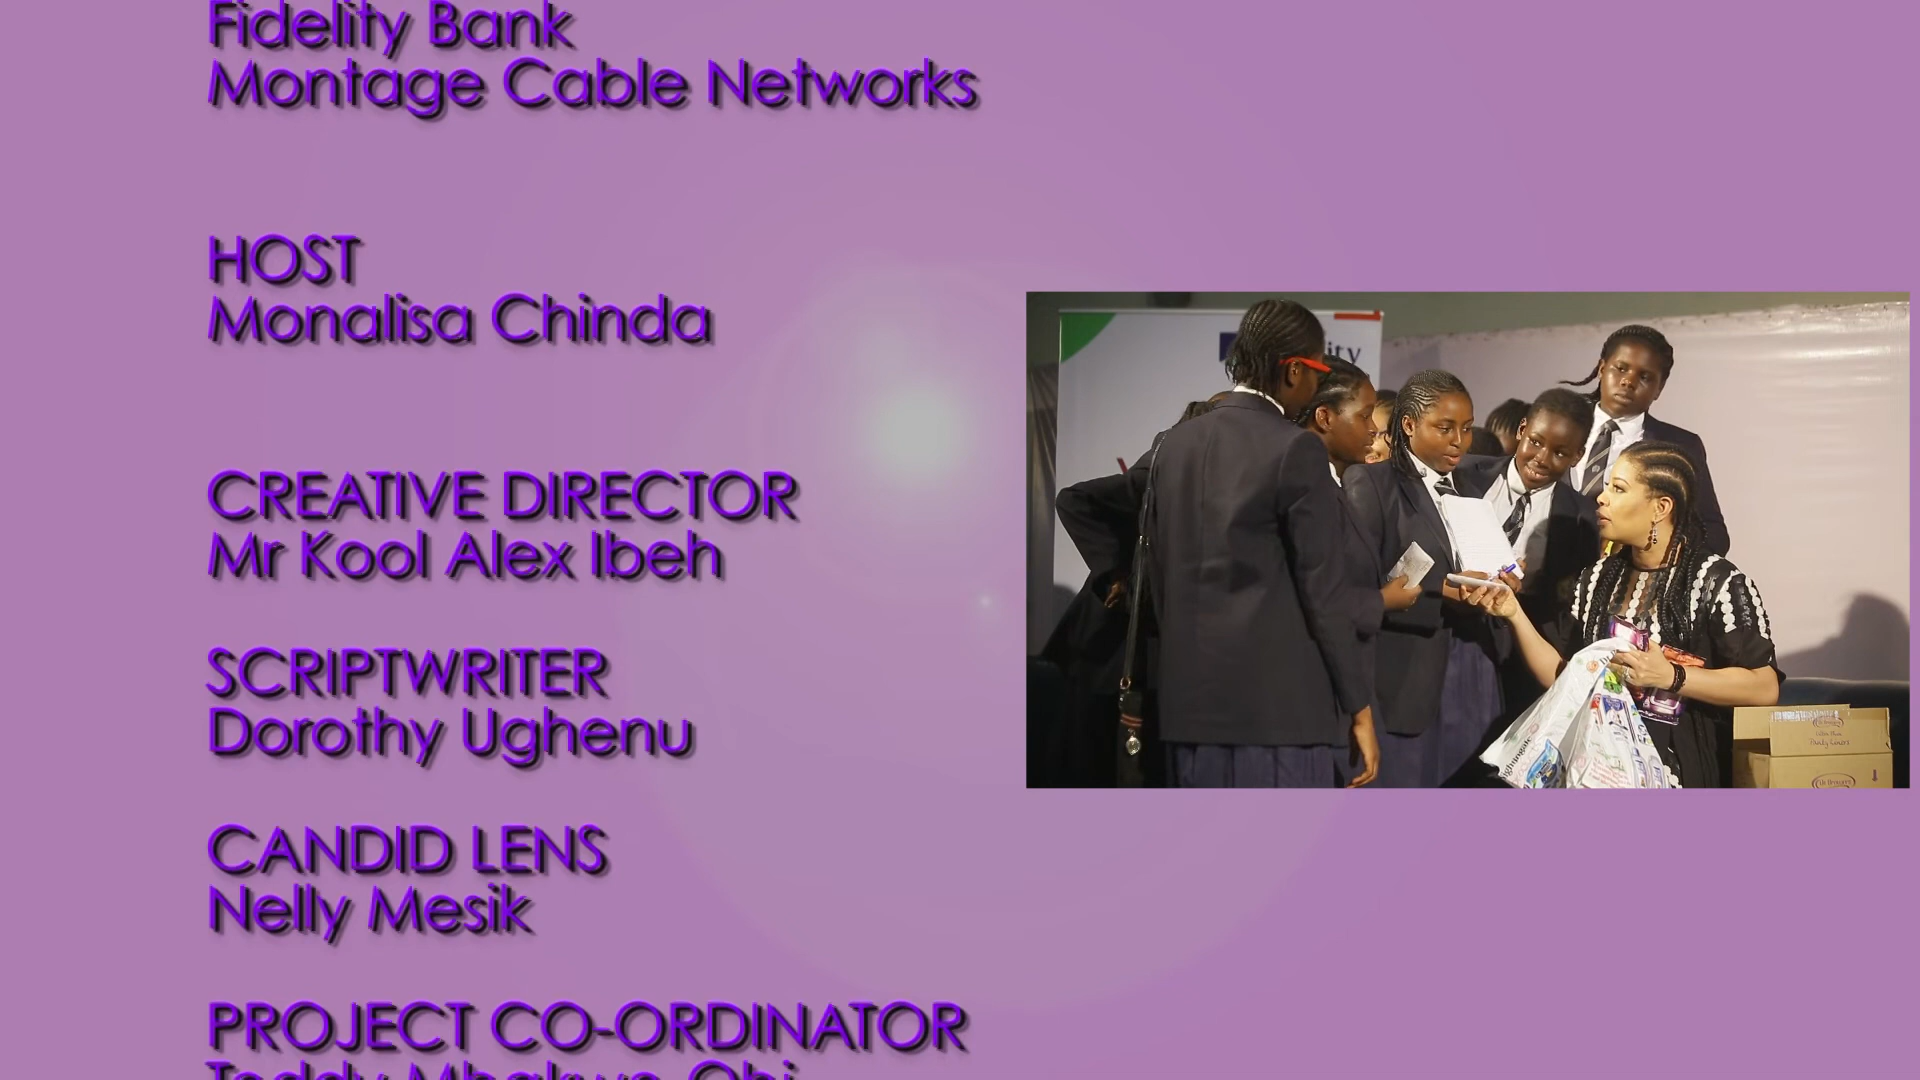 Fidelity Bank
Montage Cable Networks
HOST
Monalisa Chinda
CREATIVE DIRECTOR
Mr Kool Alex Ibeh
SCRIPTWRITER
Dorothy Ughenu
CANDID LENS
Nelly Mesik
PROJECT CO-ORDINATOR